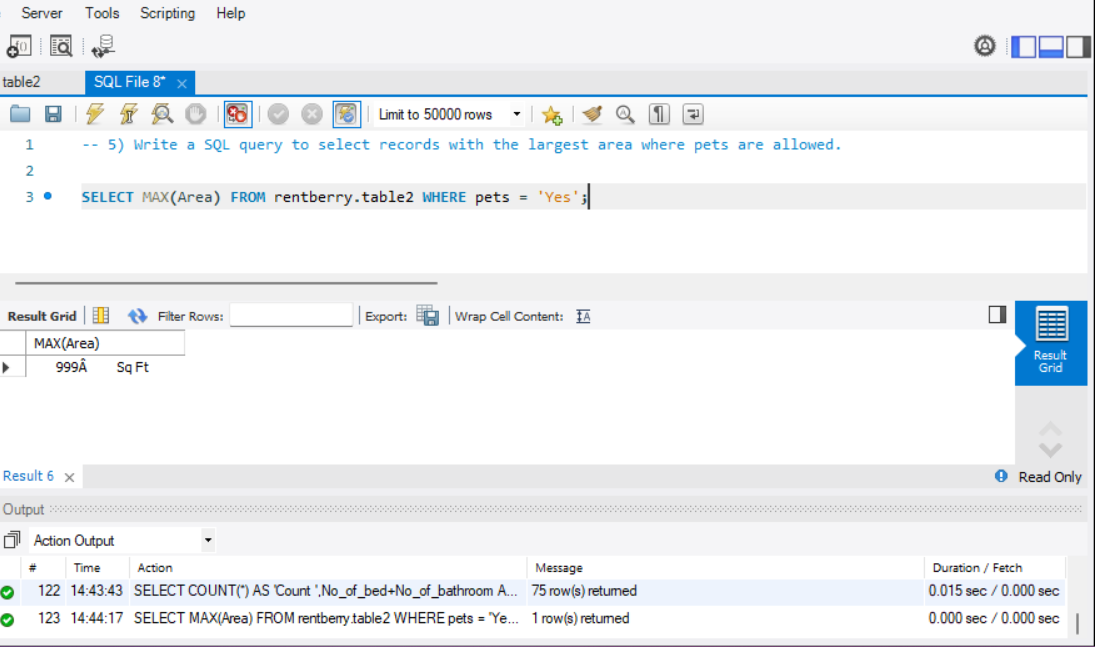 Server Tools Scripting Help
table2 SQL File 8*
Limit to 50000 rows
1 -- 5) Write a SQL query to select records with the largest area where pets are allowed.
2
3 SELECT MAX(Area) FROM rentberry.table2 WHERE pets = 'Yes';
Result Grid Filter Rows: Export: Wrap Cell Content:
MAX(Area)
999Â Sq Ft
Result Grid
Result 6 Read Only
Output
Action Output
# Time Action Message Duration / Fetch
122 14:43:43 SELECT COUNT(*) AS 'Count ',No_of_bed+No_of_bathroom A... 75 row(s) returned 0.015 sec / 0.000 sec
123 14:44:17 SELECT MAX(Area) FROM rentberry.table2 WHERE pets = 'Ye... 1 row(s) returned 0.000 sec / 0.000 sec